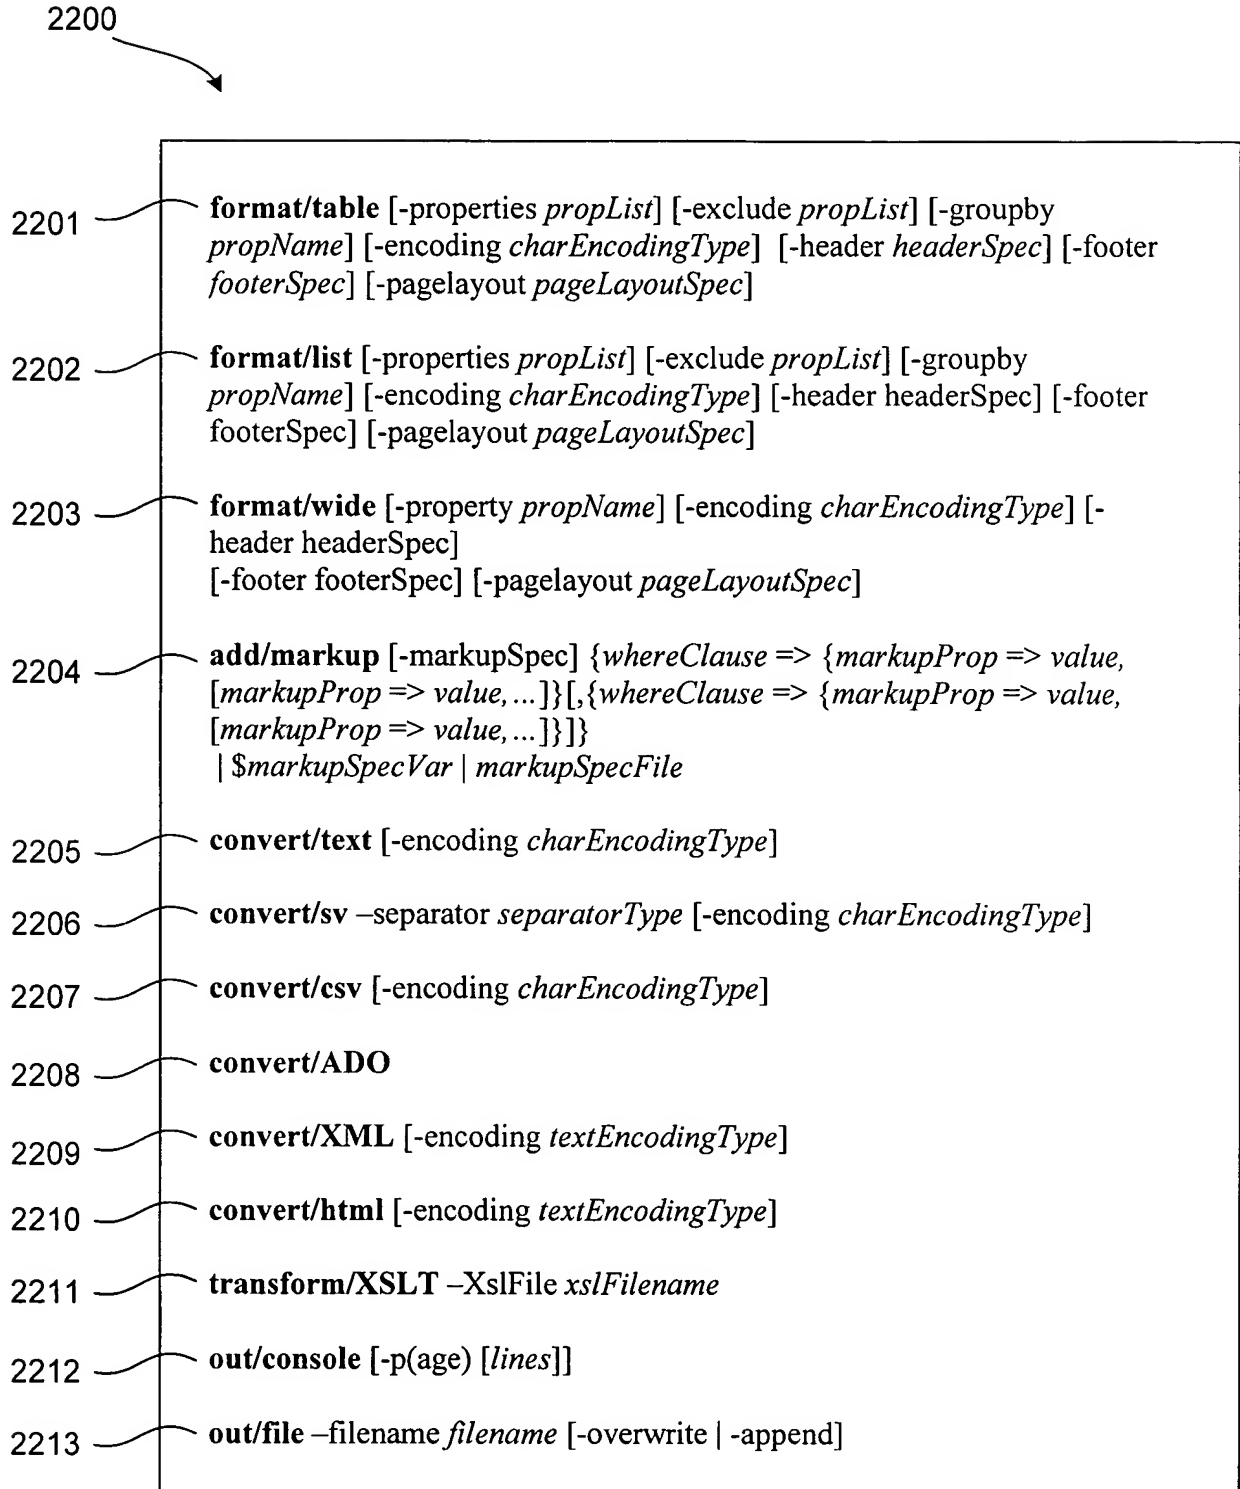 2200
2201 format/table [-properties propList] [-exclude propList] [-groupby
propName] [-encoding charEncodingType]  [-header headerSpec] [-footer
footerSpec] [-pagelayout pageLayoutSpec]
2202 format/list [-properties propList] [-exclude propList] [-groupby
propName] [-encoding charEncodingType] [-header headerSpec] [-footer
footerSpec] [-pagelayout pageLayoutSpec]
2203 format/wide [-property propName] [-encoding charEncodingType] [-
header headerSpec]
[-footer footerSpec] [-pagelayout pageLayoutSpec]
2204 add/markup [-markupSpec] {whereClause => {markupProp => value,
[markupProp => value, ...]}[,{whereClause => {markupProp => value,
[markupProp => value, ...]}]}
| $markupSpecVar | markupSpecFile
2205 convert/text [-encoding charEncodingType]
2206 convert/sv –separator separatorType [-encoding charEncodingType]
2207 convert/csv [-encoding charEncodingType]
2208 convert/ADO
2209 convert/XML [-encoding textEncodingType]
2210 convert/html [-encoding textEncodingType]
2211 transform/XSLT –XslFile xslFilename
2212 out/console [-p(age) [lines]]
2213 out/file –filename filename [-overwrite | -append]